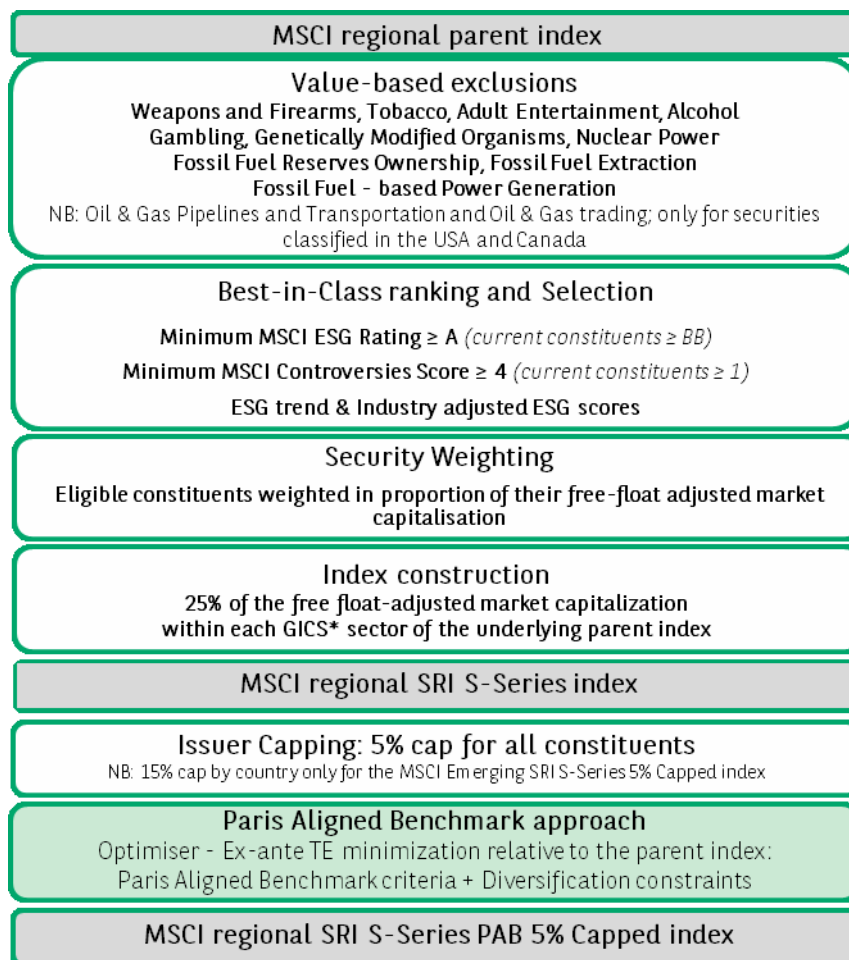 MSCI regional parent index
Value-based exclusions
Weapons and Firearms, Tobacco, Adult Entertainment, Alcohol
Gambling, Genetically Modified Organisms, Nuclear Power
Fossil Fuel Reserves Ownership, Fossil Fuel Extraction
Fossil Fuel - based Power Generation
NB: Oil & Gas Pipelines and Transportation and Oil & Gas trading; only for securities
classified in the USA and Canada
Best-in-Class ranking and Selection
Minimum MSCI ESG Rating ≥ A (current constituents ≥ BB)
Minimum MSCI Controversies Score ≥ 4 (current constituents ≥ 1)
ESG trend & Industry adjusted ESG scores
Security Weighting
Eligible constituents weighted in proportion of their free-float adjusted market
capitalisation
Index construction
25% of the free float-adjusted market capitalization
within each GICS* sector of the underlying parent index
MSCI regional SRI S-Series index
Issuer Capping: 5% cap for all constituents
NB: 15% cap by country only for the MSCI Emerging SRI S-Series 5% Capped index
Paris Aligned Benchmark approach
Optimiser - Ex-ante TE minimization relative to the parent index:
Paris Aligned Benchmark criteria + Diversification constraints
MSCI regional SRI S-Series PAB 5% Capped index